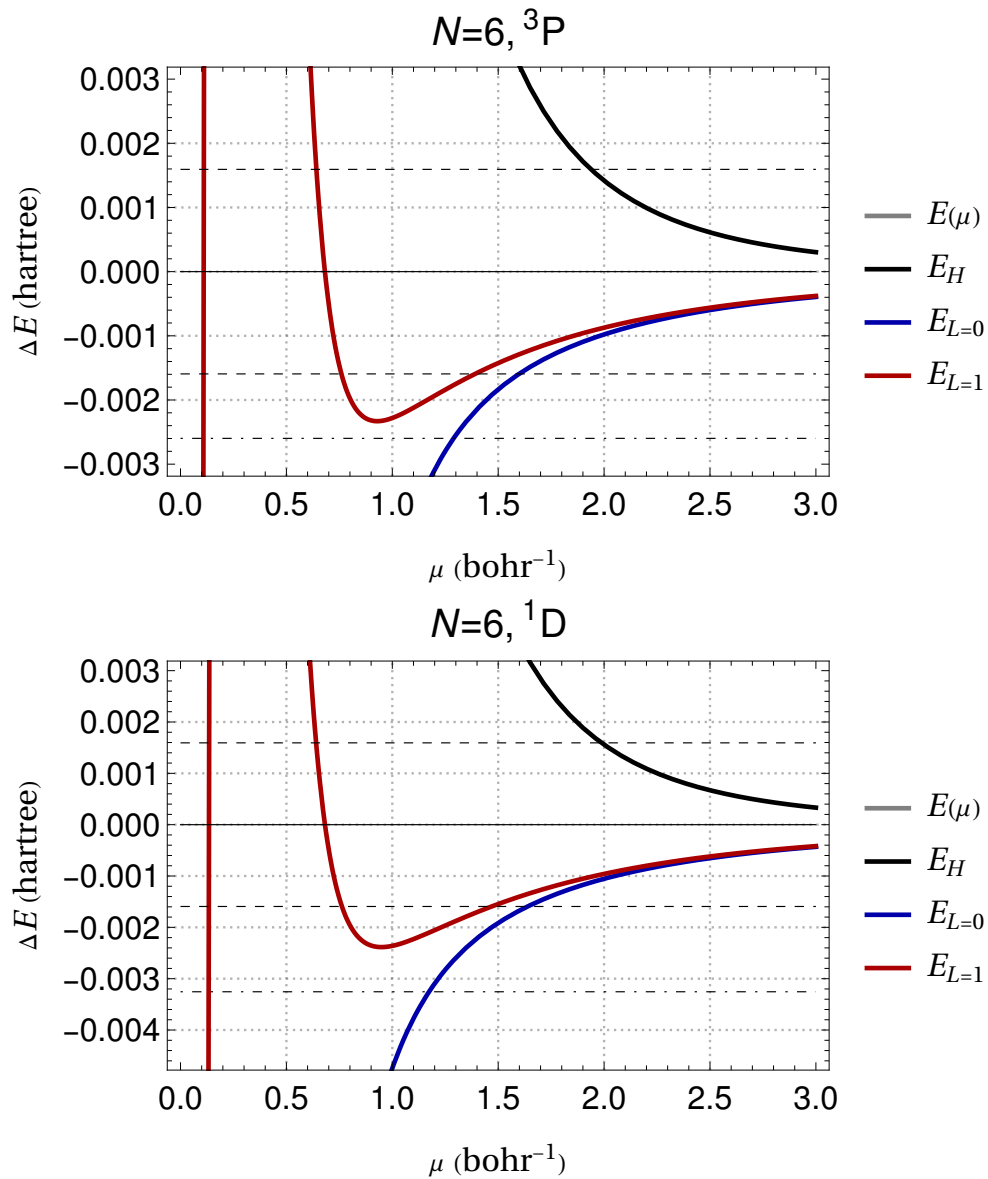 N=6, ³P
0.003
0.002
0.001
0.000
−0.001
−0.002
−0.003
ΔE (hartree)
0.0 0.5 1.0 1.5 2.0 2.5 3.0
μ (bohr⁻¹)
E(μ)
E_H
E_{L=0}
E_{L=1}
N=6, ¹D
0.003
0.002
0.001
0.000
−0.001
−0.002
−0.003
−0.004
ΔE (hartree)
0.0 0.5 1.0 1.5 2.0 2.5 3.0
μ (bohr⁻¹)
E(μ)
E_H
E_{L=0}
E_{L=1}